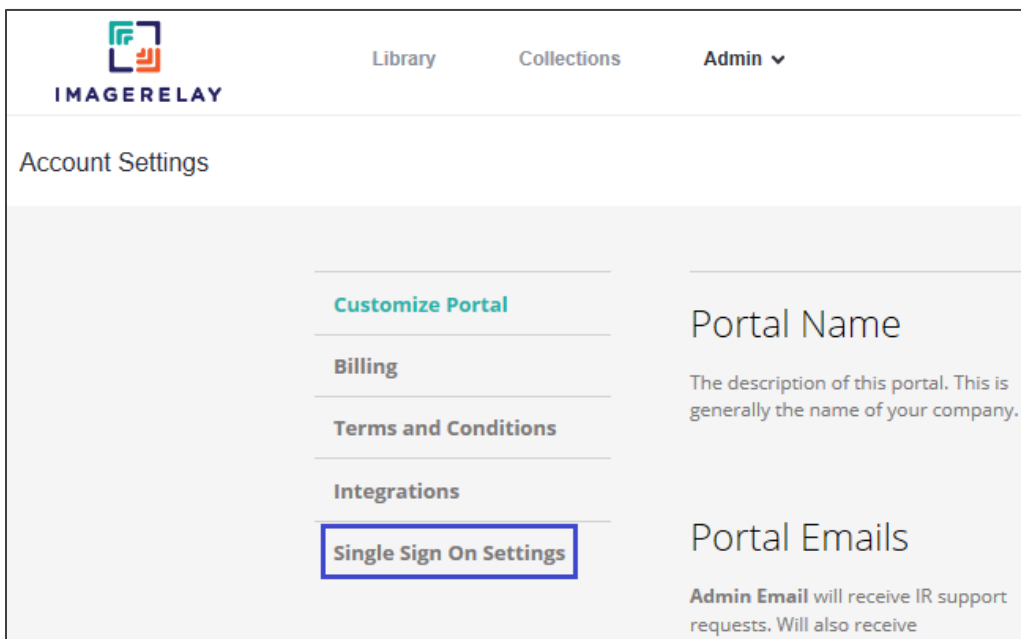 IMAGERELAY
Library Collections Admin
Account Settings
Customize Portal
Billing
Terms and Conditions
Integrations
Single Sign On Settings
Portal Name
The description of this portal. This is
generally the name of your company.
Portal Emails
Admin Email will receive IR support
requests. Will also receive